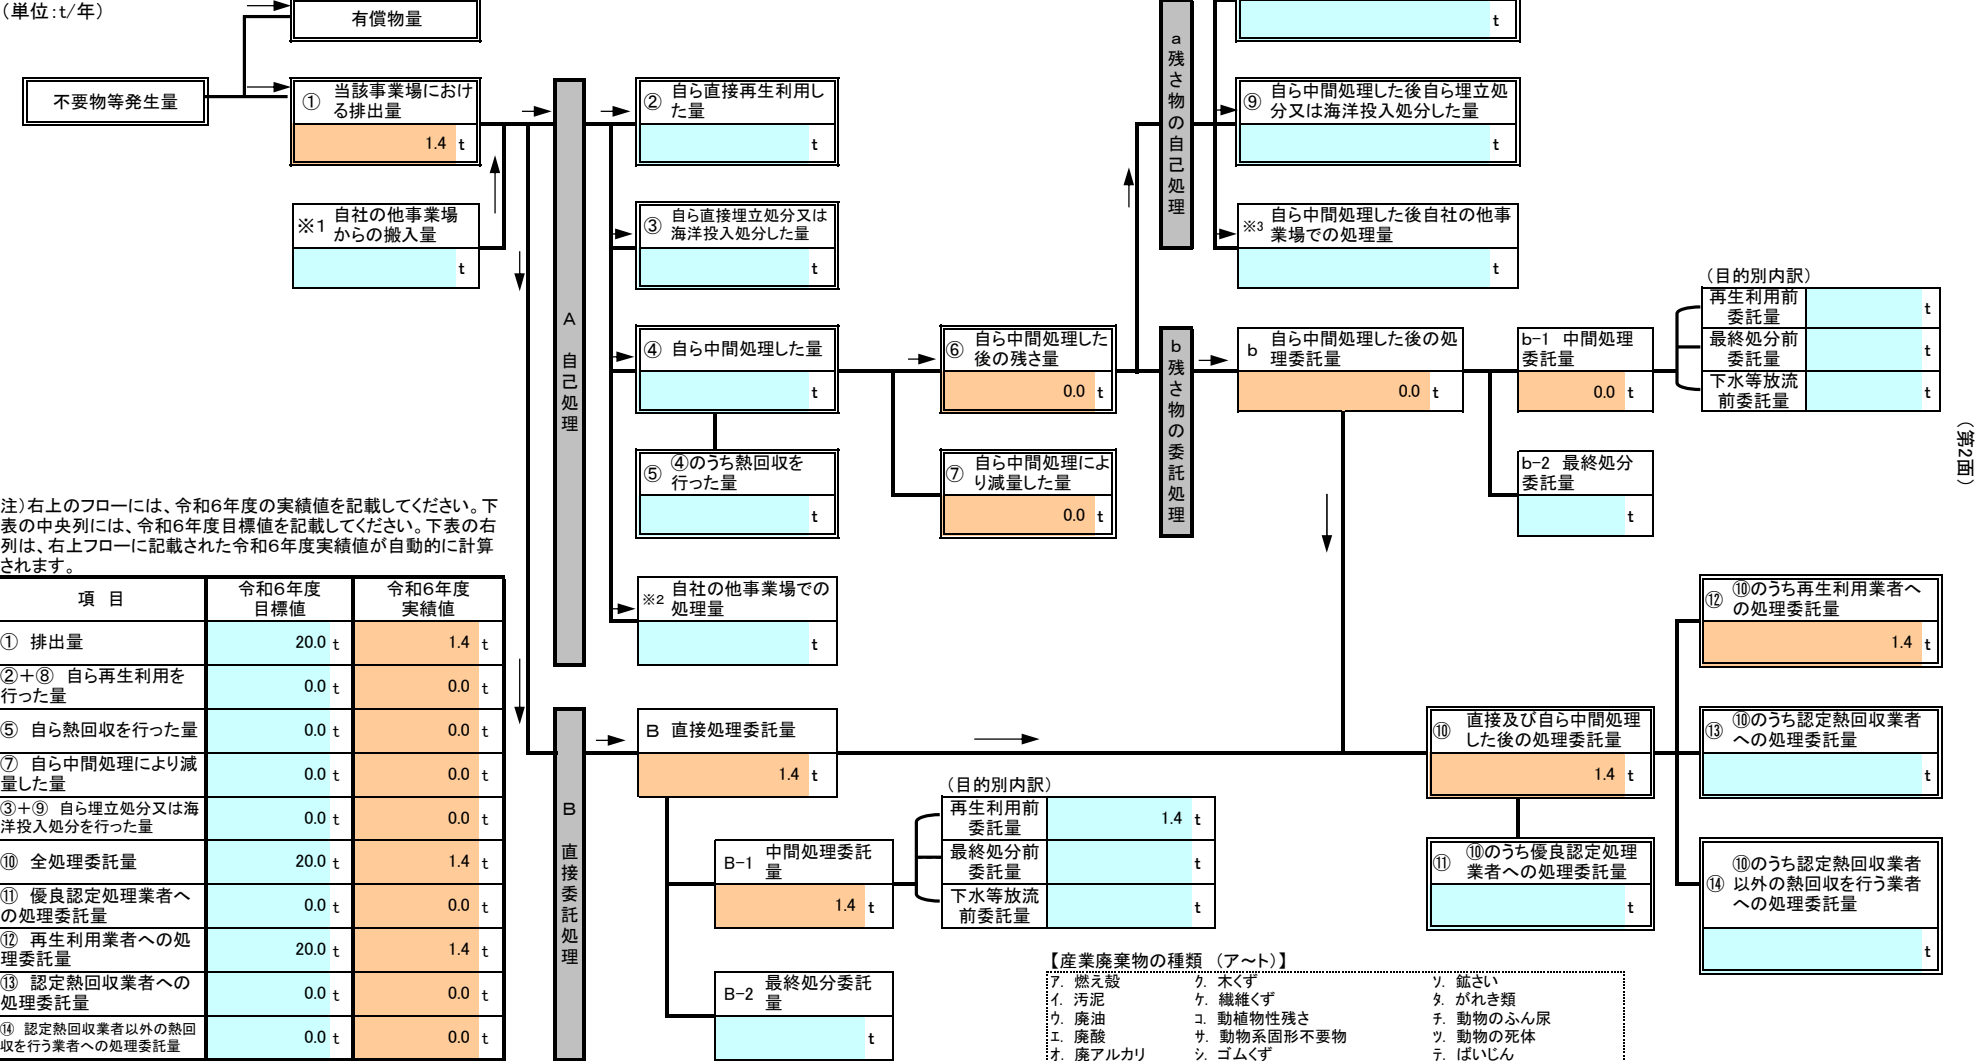 （単位：t/年）
有償物量
不要物等発生量
① 当該事業場におけ
る排出量
1.4 t
※1 自社の他事業場
からの搬入量
t
A 自己処理
② 自ら直接再生利用し
た量
t
③ 自ら直接埋立処分又は
海洋投入処分した量
t
④ 自ら中間処理した量
t
⑤ ④のうち熱回収を
行った量
t
※2 自社の他事業場での
処理量
t
⑥ 自ら中間処理した
後の残さ量
0.0 t
⑦ 自ら中間処理によ
り減量した量
0.0 t
a 残さ物の自己処理
t
⑨ 自ら中間処理した後自ら埋立処
分又は海洋投入処分した量
t
※3 自ら中間処理した後自社の他事
業場での処理量
t
b 残さ物の委託処理
b 自ら中間処理した後の処
理委託量
0.0 t
b-1 中間処理
委託量
0.0 t
b-2 最終処分
委託量
t
（目的別内訳）
再生利用前
委託量
t
最終処分前
委託量
t
下水等放流
前委託量
t
（第2面）
注）右上のフローには、令和6年度の実績値を記載してください。下
表の中央列には、令和6年度目標値を記載してください。下表の右
列は、右上フローに記載された令和6年度実績値が自動的に計算
されます。
項 目 令和6年度 令和6年度
目標値 実績値
① 排出量 20.0 t 1.4 t
②＋⑧ 自ら再生利用を
行った量 0.0 t 0.0 t
⑤ 自ら熱回収を行った量 0.0 t 0.0 t
⑦ 自ら中間処理により減
量した量 0.0 t 0.0 t
③＋⑨ 自ら埋立処分又は海
洋投入処分を行った量 0.0 t 0.0 t
⑩ 全処理委託量 20.0 t 1.4 t
⑪ 優良認定処理業者へ
の処理委託量 0.0 t 0.0 t
⑫ 再生利用業者への処
理委託量 20.0 t 1.4 t
⑬ 認定熱回収業者への
処理委託量 0.0 t 0.0 t
⑭ 認定熱回収業者以外の熱回
収を行う業者への処理委託量 0.0 t 0.0 t
B 直接委託処理
B 直接処理委託量
1.4 t
B-1 中間処理委託
量
1.4 t
B-2 最終処分委託
量
t
（目的別内訳）
再生利用前
委託量
1.4 t
最終処分前
委託量
t
下水等放流
前委託量
t
⑩ 直接及び自ら中間処理
した後の処理委託量
1.4 t
⑪ ⑩のうち優良認定処理
業者への処理委託量
t
⑫ ⑩のうち再生利用業者へ
の処理委託量
1.4 t
⑬ ⑩のうち認定熱回収業者
への処理委託量
t
⑭ ⑩のうち認定熱回収業者
以外の熱回収を行う業者
への処理委託量
t
【産業廃棄物の種類 （ア～ト）】
ア. 燃え殻 ク. 木くず ソ. 鉱さい
イ. 汚泥 ケ. 繊維くず タ. がれき類
ウ. 廃油 コ. 動植物性残さ チ. 動物のふん尿
エ. 廃酸 サ. 動物系固形不要物 ツ. 動物の死体
オ. 廃アルカリ シ. ゴムくず テ. ばいじん